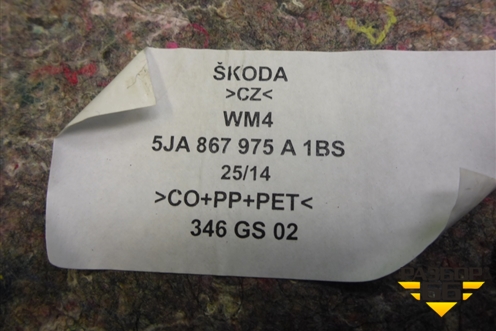 ŠKODA
>CZ<
WM4
5JA 867 975 A 1BS
25/14
>CO+PP+PET<
346 GS 02